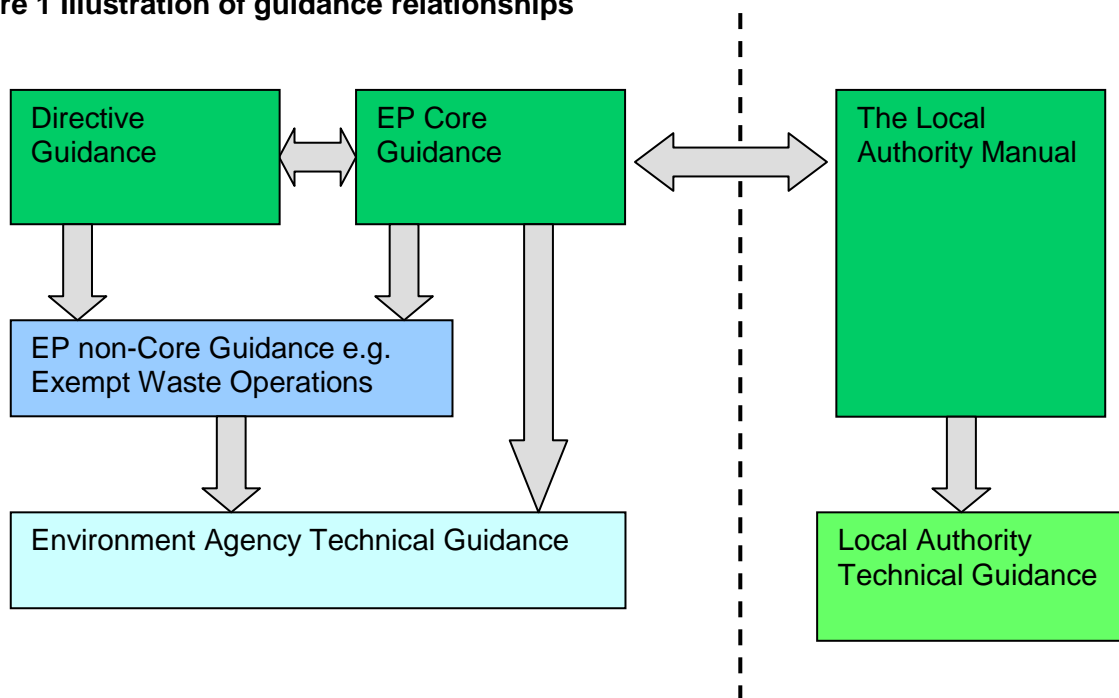 re 1 Illustration of guidance relationships
Directive
Guidance
EP Core
Guidance
The Local
Authority Manual
EP non-Core Guidance e.g.
Exempt Waste Operations
Environment Agency Technical Guidance
Local Authority
Technical Guidance